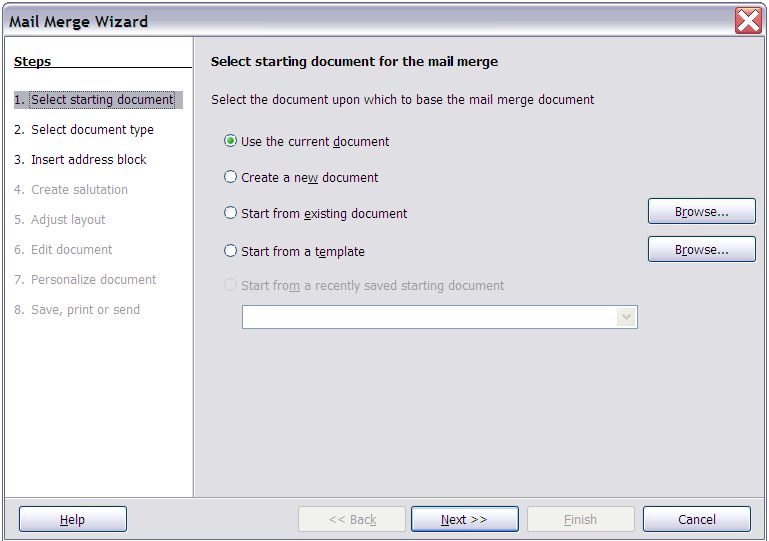 Mail Merge Wizard
Steps
1. Select starting document
2. Select document type
3. Insert address block
4. Create salutation
5. Adjust layout
6. Edit document
7. Personalize document
8. Save, print or send
Select starting document for the mail merge
Select the document upon which to base the mail merge document
Use the current document
Create a new document
Start from existing document
Browse...
Start from a template
Browse...
Start from a recently saved starting document
Help
<< Back
Next >>
Finish
Cancel